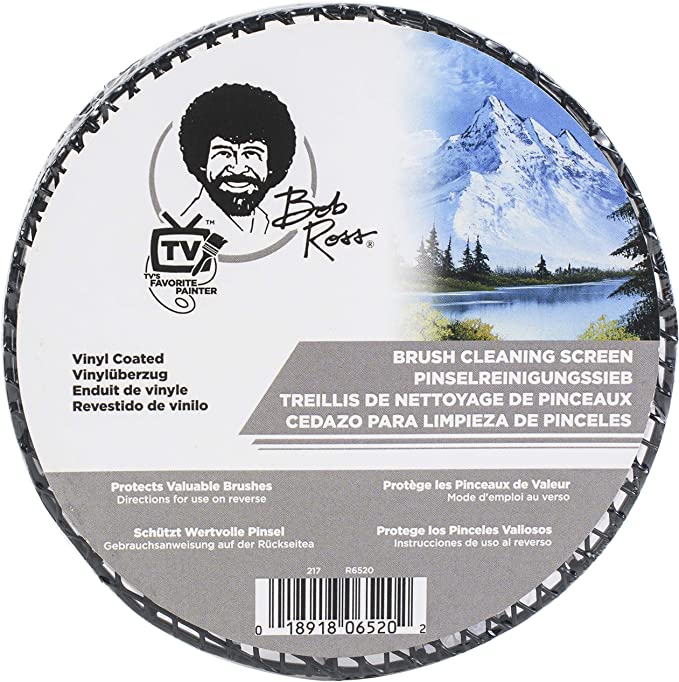 Bob
Ross®
TV™
TV'S
FAVORITE
PAINTER
Vinyl Coated
Vinylüberzug
Enduit de vinyle
Revestido de vinilo
BRUSH CLEANING SCREEN
PINSELREINIGUNGSSIEB
TREILLIS DE NETTOYAGE DE PINCEAUX
CEDAZO PARA LIMPIEZA DE PINCELES
Protects Valuable Brushes
Directions for use on reverse
Protège les Pinceaux de Valeur
Mode d'emploi au verso
Schützt Wertvolle Pinsel
Gebrauchsanweisung auf der Rückseitea
Protege los Pinceles Valiosos
Instrucciones de uso al reverso
217 R6520
0 18918 06520 2